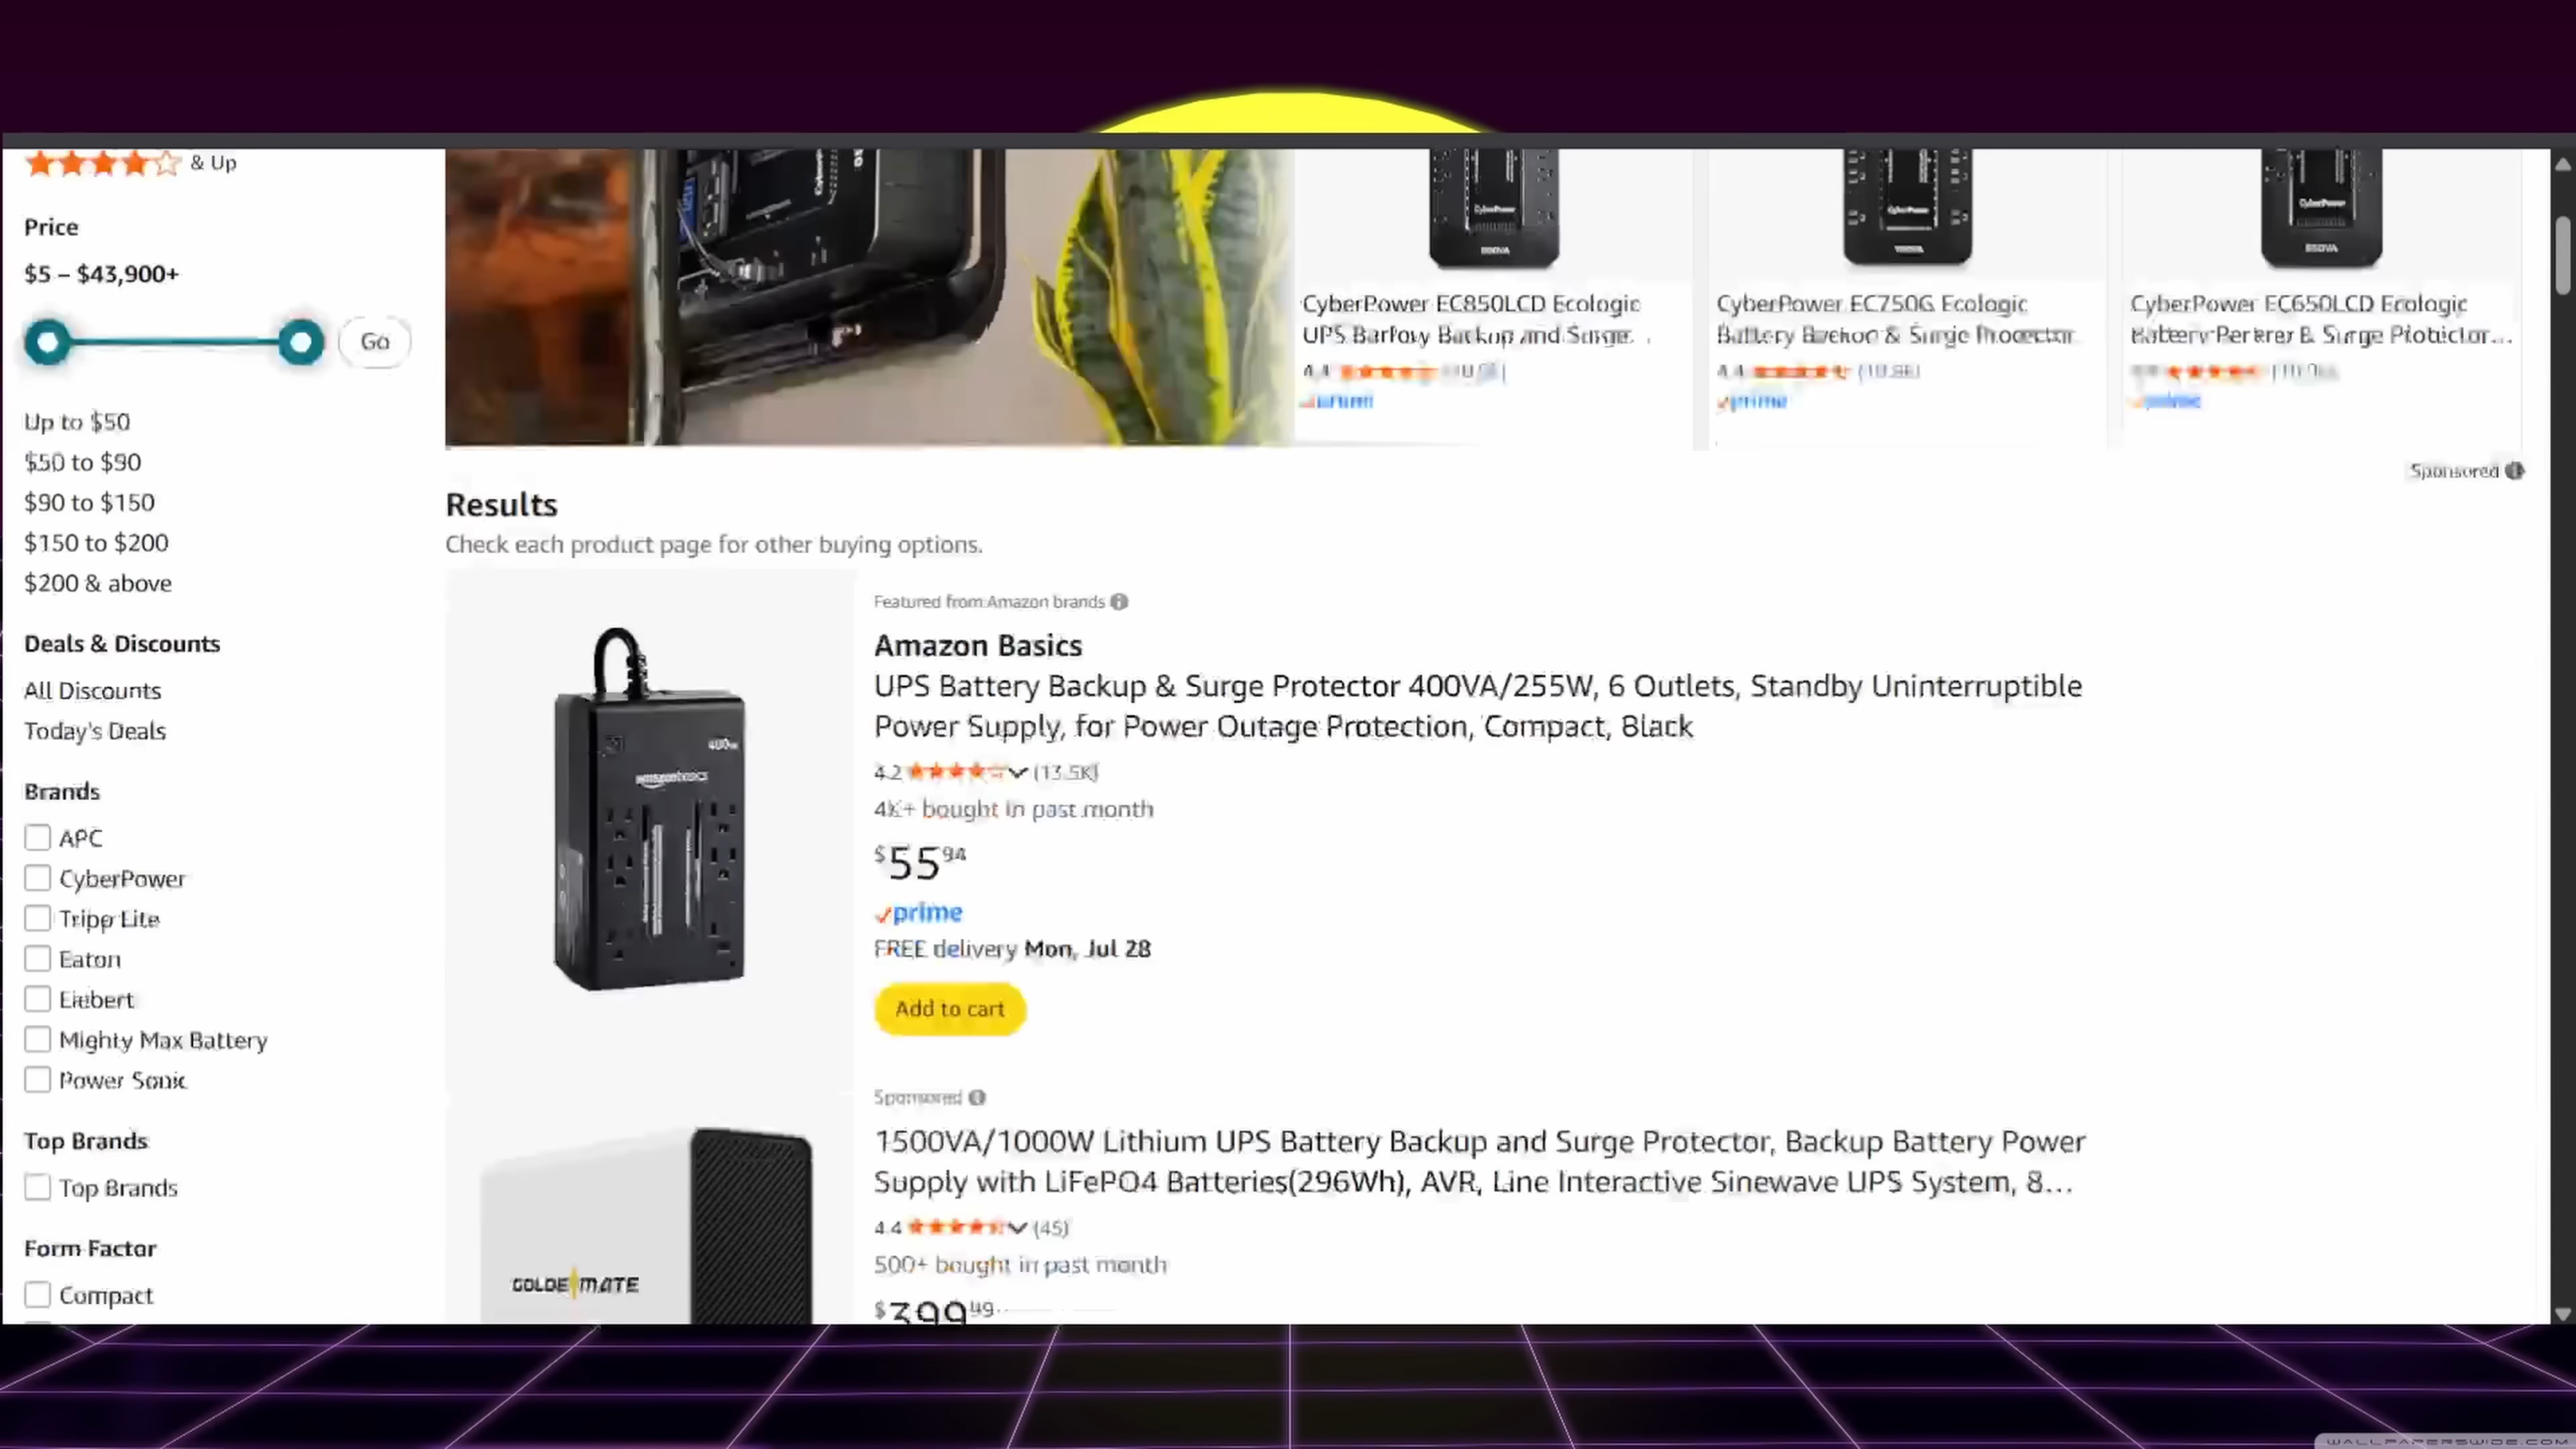 & Up
Price
$5 – $43,900+
Go
Up to $50
$50 to $90
$90 to $150
$150 to $200
$200 & above
Deals & Discounts
All Discounts
Today's Deals
Brands
APC
CyberPower
Tripp Lite
Eaton
Liebert
Mighty Max Battery
Power Sonic
Top Brands
Top Brands
Form Factor
Compact
CyberPower
850VA
CyberPower EC850LCD Ecologic
UPS Battery Backup and Surge
4.4
CyberPower
CyberPower EC750G Ecologic
Battery Backup & Surge Protector
4.4
prime
CyberPower
650VA
CyberPower EC650LCD Ecologic
Battery & Surge
prime
Sponsored
Results
Check each product page for other buying options.
amazonbasics
Featured from Amazon brands
Amazon Basics
UPS Battery Backup & Surge Protector 400VA/255W, 6 Outlets, Standby Uninterruptible
Power Supply, for Power Outage Protection, Compact, Black
4.2 (13.5K)
4K+ bought in past month
$55 94
prime
FREE delivery Mon, Jul 28
Add to cart
Sponsored
1500VA/1000W Lithium UPS Battery Backup and Surge Protector, Backup Battery Power
Supply with LiFePO4 Batteries(296Wh), AVR, Line Interactive Sinewave UPS System, 8...
4.4 (45)
500+ bought in past month
$399 49
GOLDENMATE
WALLPAPERSWIDE.COM